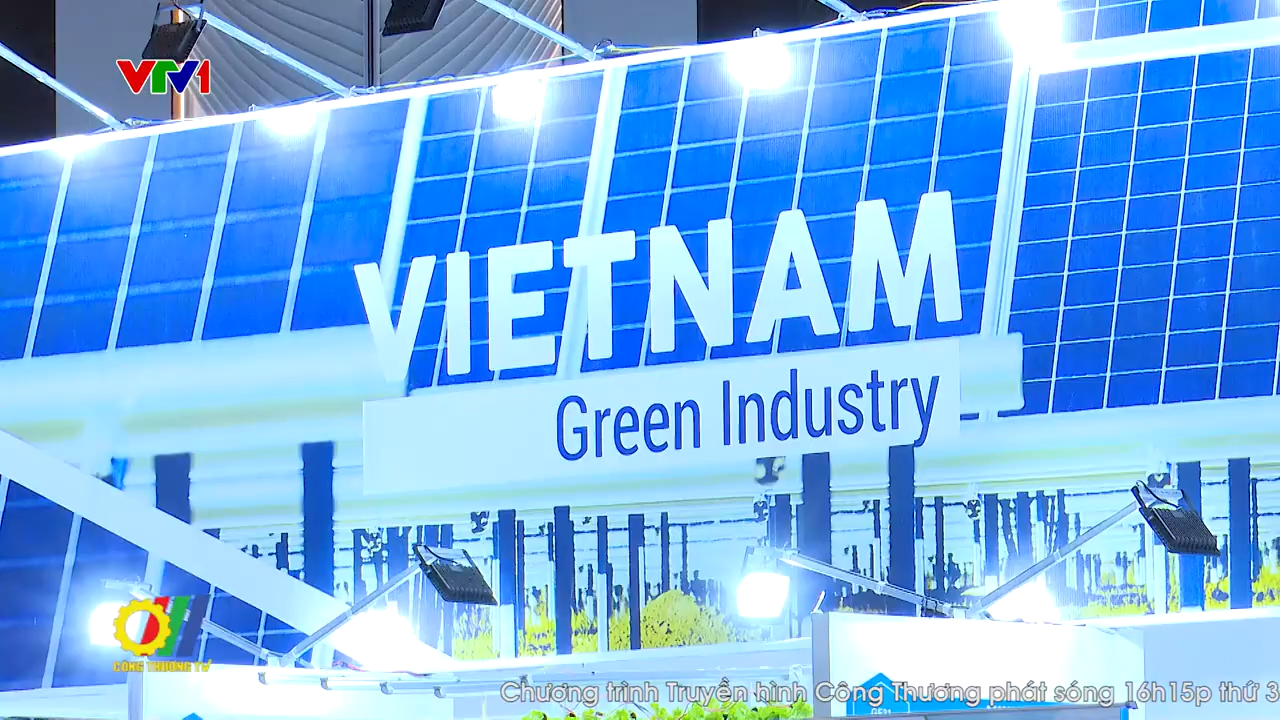 VTV1
VIETNAM
Green Industry
CÔNG THƯƠNG TV
Chương trình Truyền hình Công Thương phát sóng 16h15p thứ 3